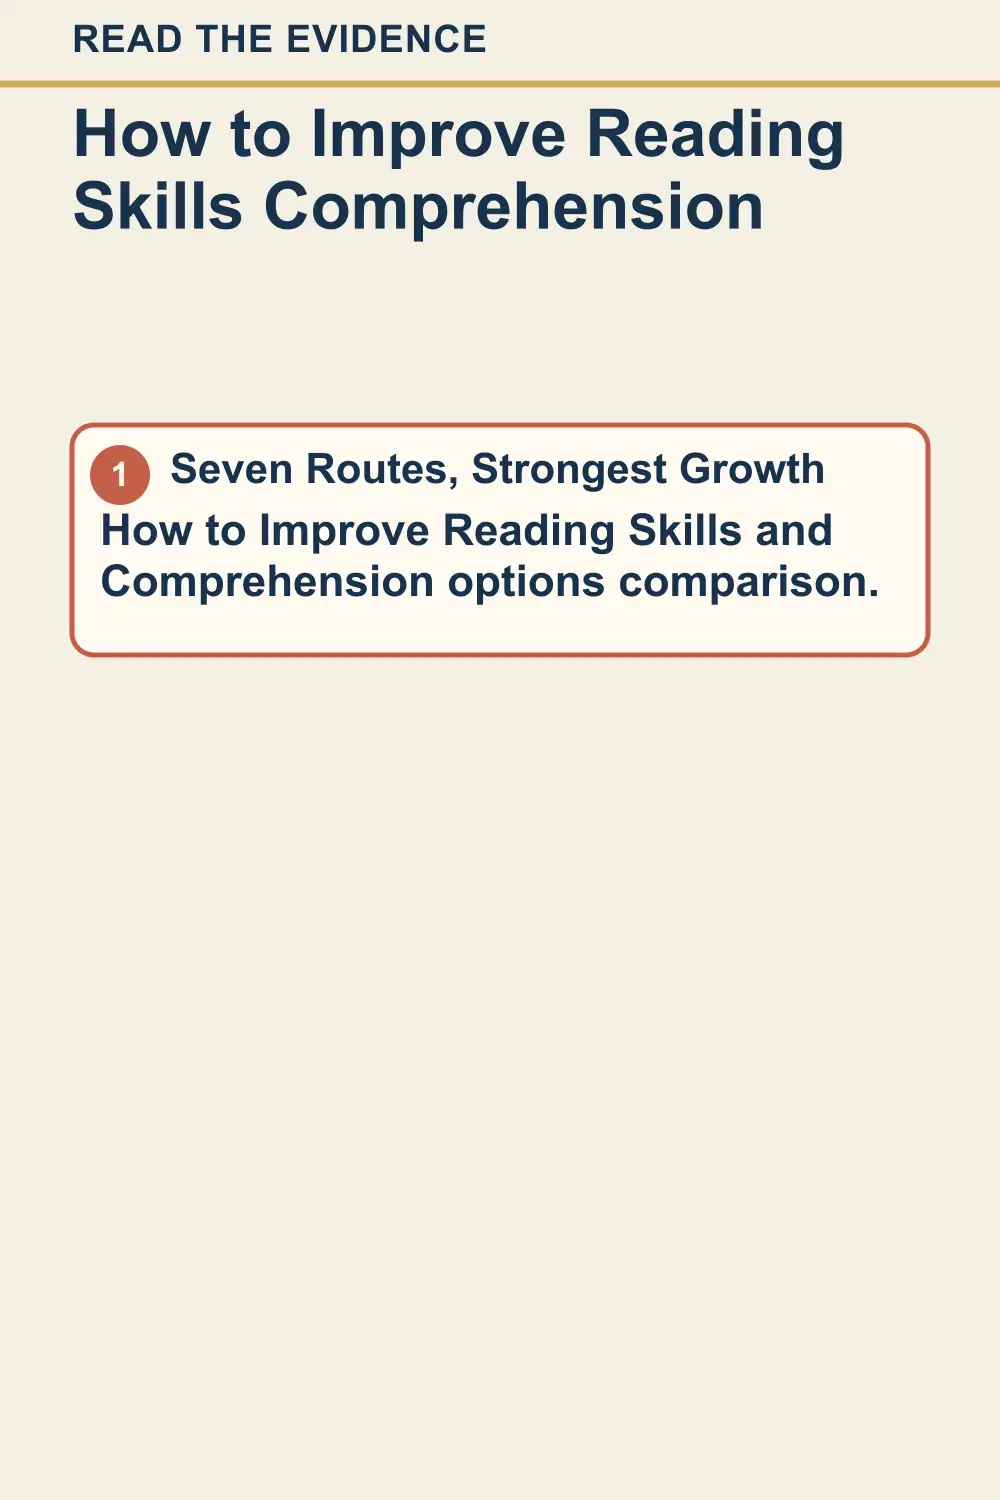 READ THE EVIDENCE
How to Improve Reading
Skills Comprehension
1 Seven Routes, Strongest Growth
How to Improve Reading Skills and
Comprehension options comparison.